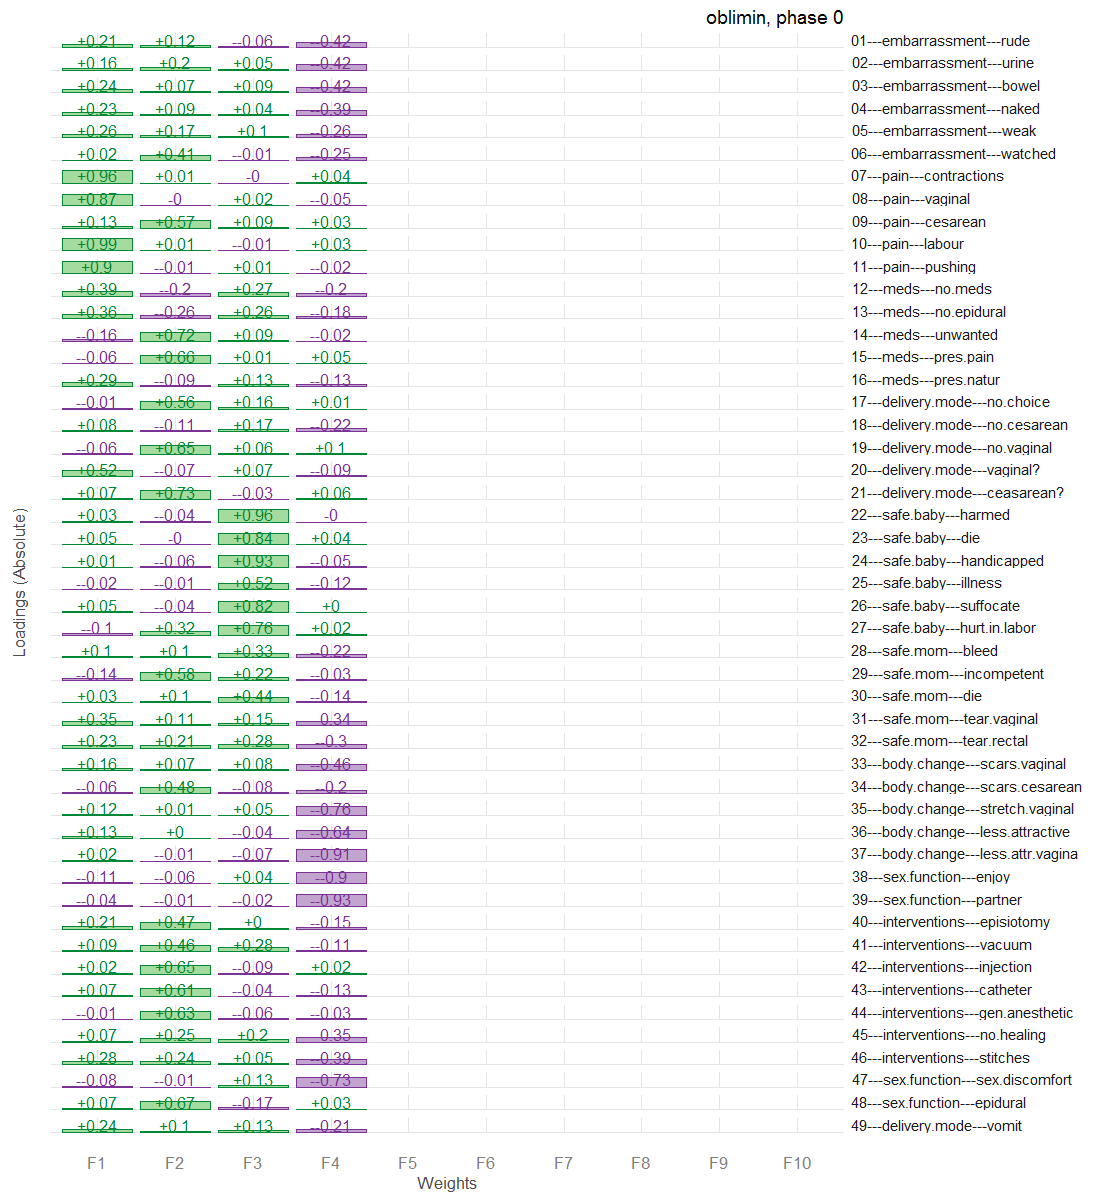 oblimin, phase 0
+0.21 +0.12 --0.06 --0.42 01---embarrassment---rude
+0.16 +0.2 +0.05 --0.42 02---embarrassment---urine
+0.24 +0.07 +0.09 --0.42 03---embarrassment---bowel
+0.23 +0.09 +0.04 --0.39 04---embarrassment---naked
+0.26 +0.17 +0.1 --0.26 05---embarrassment---weak
+0.02 +0.41 --0.01 --0.25 06---embarrassment---watched
+0.96 +0.01 -0 +0.04 07---pain---contractions
+0.87 -0 +0.02 --0.05 08---pain---vaginal
+0.13 +0.57 +0.09 +0.03 09---pain---cesarean
+0.99 +0.01 --0.01 +0.03 10---pain---labour
+0.9 --0.01 +0.01 --0.02 11---pain---pushing
+0.39 --0.2 +0.27 --0.2 12---meds---no.meds
+0.36 --0.26 +0.26 --0.18 13---meds---no.epidural
--0.16 +0.72 +0.09 --0.02 14---meds---unwanted
--0.06 +0.66 +0.01 +0.05 15---meds---pres.pain
+0.29 --0.09 +0.13 --0.13 16---meds---pres.natur
--0.01 +0.56 +0.16 +0.01 17---delivery.mode---no.choice
+0.08 --0.11 +0.17 --0.22 18---delivery.mode---no.cesarean
--0.06 +0.65 +0.06 +0.1 19---delivery.mode---no.vaginal
+0.52 --0.07 +0.07 --0.09 20---delivery.mode---vaginal?
+0.07 +0.73 --0.03 +0.06 21---delivery.mode---ceasarean?
+0.03 --0.04 +0.96 -0 22---safe.baby---harmed
+0.05 -0 +0.84 +0.04 23---safe.baby---die
+0.01 --0.06 +0.93 --0.05 24---safe.baby---handicapped
--0.02 --0.01 +0.52 --0.12 25---safe.baby---illness
+0.05 --0.04 +0.82 +0 26---safe.baby---suffocate
--0.1 +0.32 +0.76 +0.02 27---safe.baby---hurt.in.labor
+0.1 +0.1 +0.33 --0.22 28---safe.mom---bleed
--0.14 +0.58 +0.22 --0.03 29---safe.mom---incompetent
+0.03 +0.1 +0.44 --0.14 30---safe.mom---die
+0.35 +0.11 +0.15 --0.34 31---safe.mom---tear.vaginal
+0.23 +0.21 +0.28 --0.3 32---safe.mom---tear.rectal
+0.16 +0.07 +0.08 --0.46 33---body.change---scars.vaginal
--0.06 +0.48 --0.08 --0.2 34---body.change---scars.cesarean
+0.12 +0.01 +0.05 --0.76 35---body.change---stretch.vaginal
+0.13 +0 --0.04 --0.64 36---body.change---less.attractive
+0.02 --0.01 --0.07 --0.91 37---body.change---less.attr.vagina
--0.11 --0.06 +0.04 --0.9 38---sex.function---enjoy
--0.04 --0.01 --0.02 --0.93 39---sex.function---partner
+0.21 +0.47 +0 --0.15 40---interventions---episiotomy
+0.09 +0.46 +0.28 --0.11 41---interventions---vacuum
+0.02 +0.65 --0.09 +0.02 42---interventions---injection
+0.07 +0.61 --0.04 --0.13 43---interventions---catheter
--0.01 +0.63 --0.06 --0.03 44---interventions---gen.anesthetic
+0.07 +0.25 +0.2 --0.35 45---interventions---no.healing
+0.28 +0.24 +0.05 --0.39 46---interventions---stitches
--0.08 --0.01 +0.13 --0.73 47---sex.function---sex.discomfort
+0.07 +0.67 --0.17 +0.03 48---sex.function---epidural
+0.24 +0.1 +0.13 --0.21 49---delivery.mode---vomit
Loadings (Absolute)
F1 F2 F3 F4 F5 F6 F7 F8 F9 F10
Weights